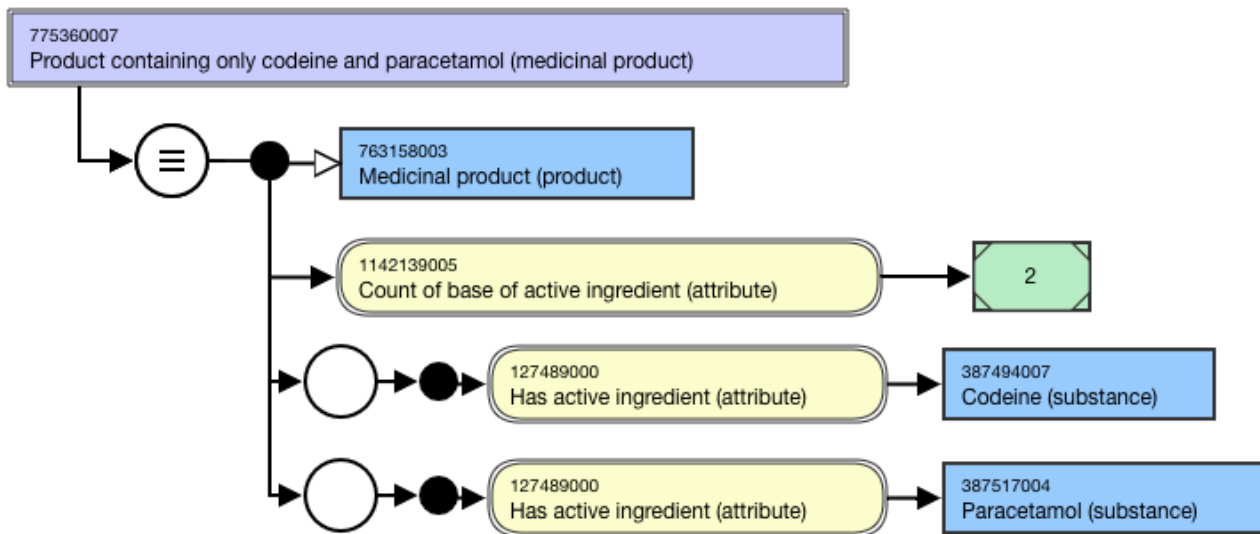 775360007
Product containing only codeine and paracetamol (medicinal product)
763158003
Medicinal product (product)
1142139005
Count of base of active ingredient (attribute)
2
127489000
Has active ingredient (attribute)
387494007
Codeine (substance)
127489000
Has active ingredient (attribute)
387517004
Paracetamol (substance)